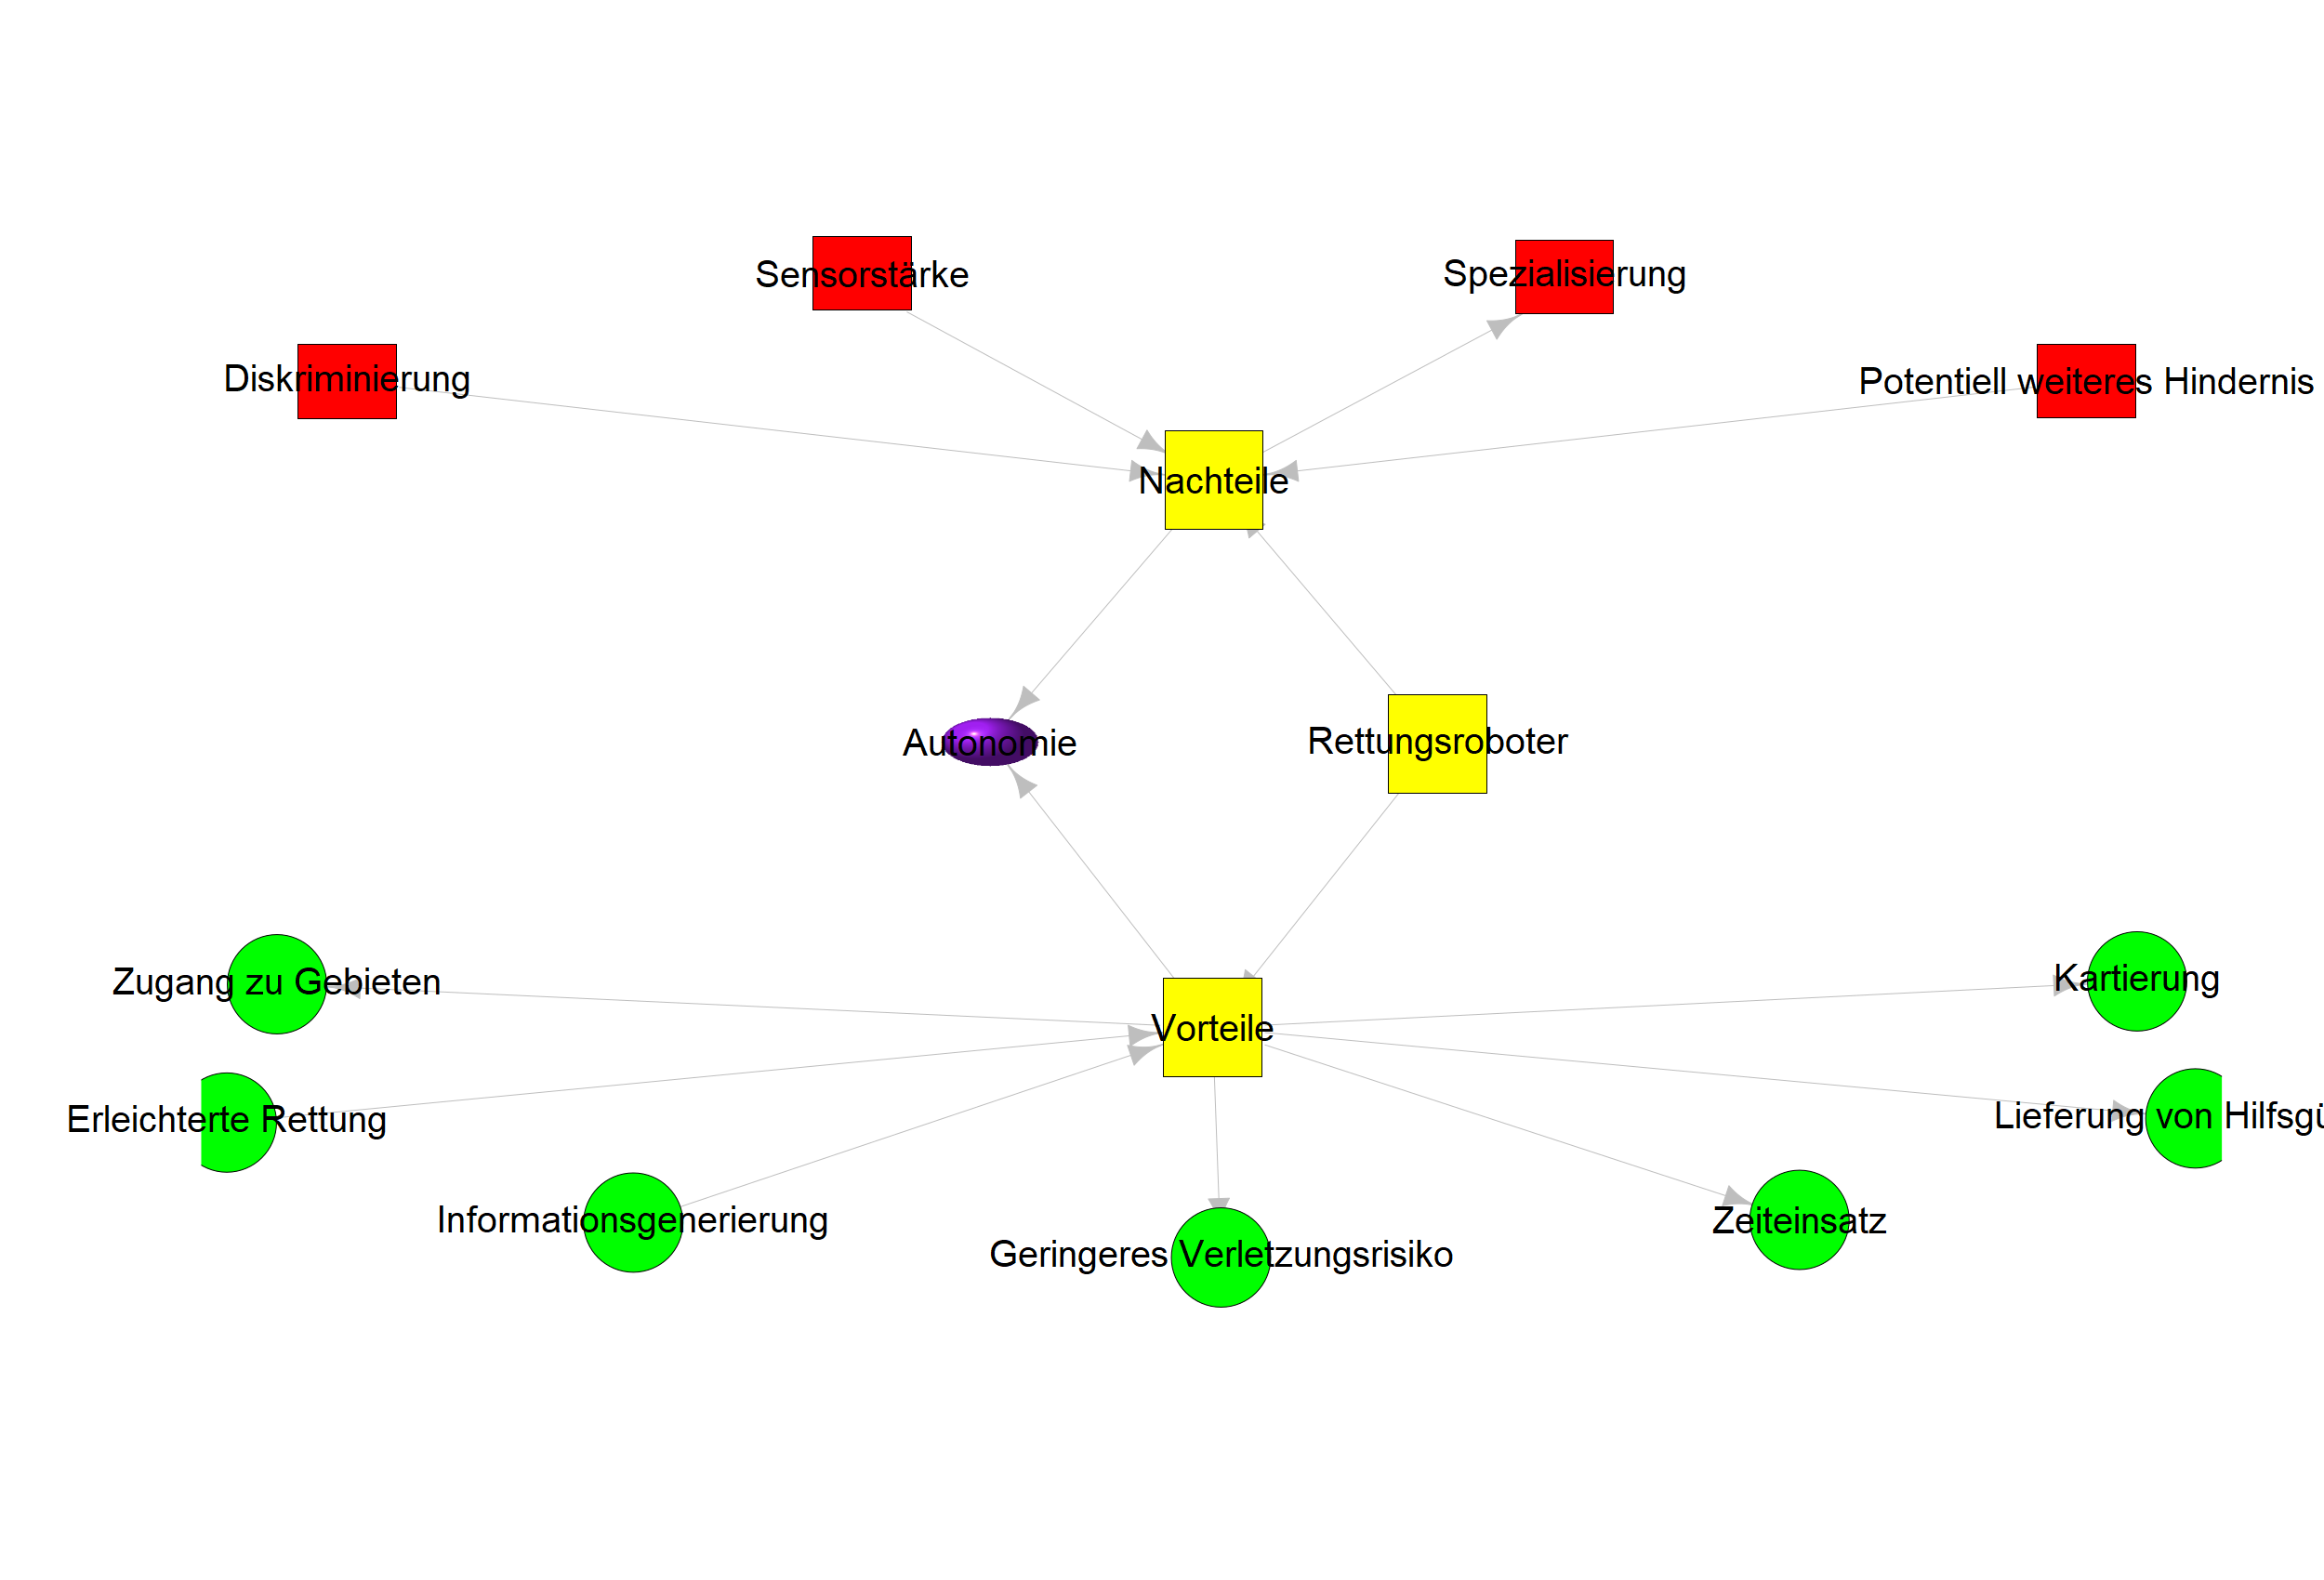 Sensorstärke
Spezialisierung
Diskriminierung
Potentiell weiteres Hindernis
Nachteile
Autonomie
Rettungsroboter
Zugang zu Gebieten
Kartierung
Vorteile
Erleichterte Rettung
Lieferung von Hilfsgü
Informationsgenerierung
Zeiteinsatz
Geringeres Verletzungsrisiko